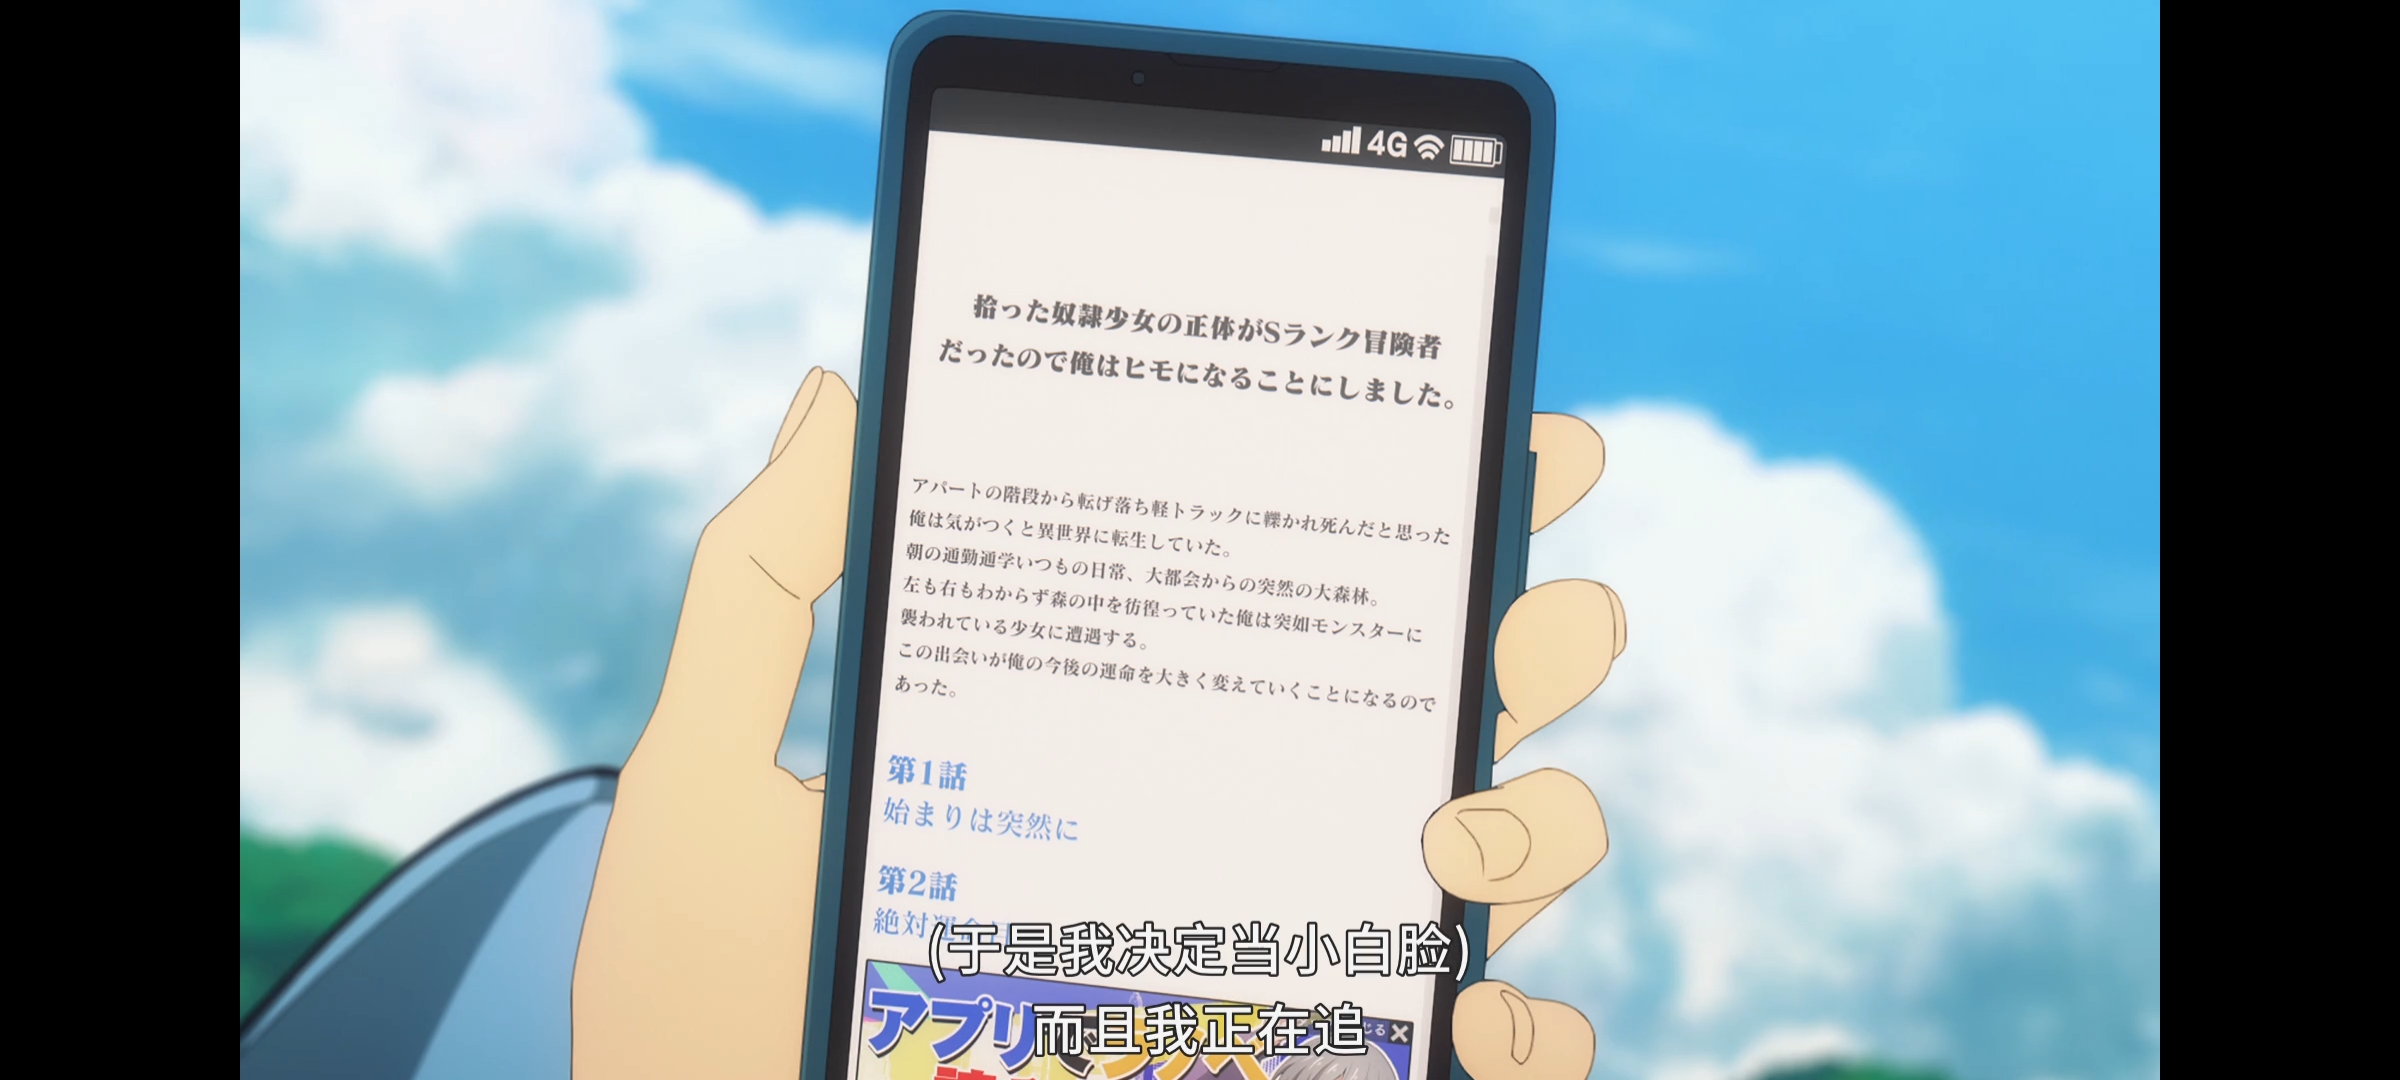 4G
拾った奴隷少女の正体がSランク冒険者
だったので俺はヒモになることにしました。
アパートの階段から転げ落ち軽トラックに轢かれ死んだと思った
俺は気がつくと異世界に転生していた。
朝の通勤通学いつもの日常、大都会からの突然の大森林。
左も右もわからず森の中を彷徨っていた俺は突如モンスターに
襲われている少女に遭遇する。
この出会いが俺の今後の運命を大きく変えていくことになるので
あった。
第1話
始まりは突然に
第2話
絶対運命
(于是我决定当小白脸)
アプリで
而且我正在追
じる